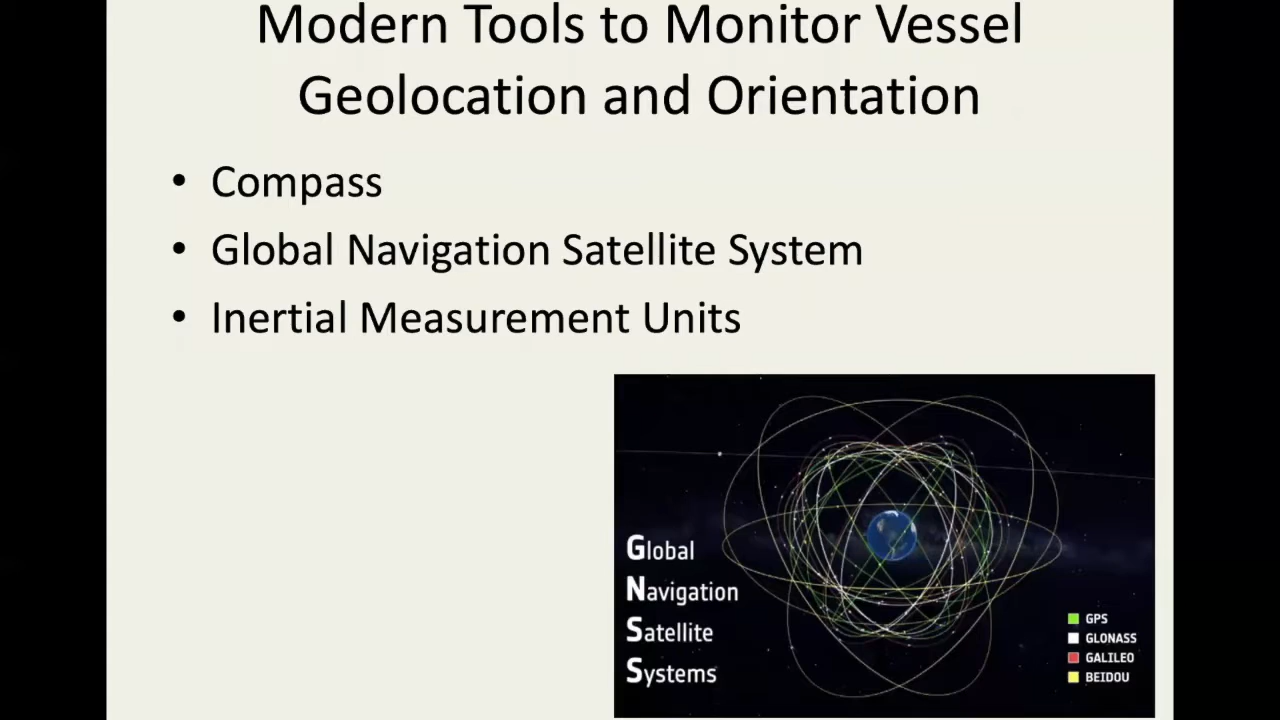 Modern Tools to Monitor Vessel
Geolocation and Orientation
• Compass
• Global Navigation Satellite System
• Inertial Measurement Units
Global
Navigation
Satellite
Systems
GPS
GLONASS
GALILEO
BEIDOU